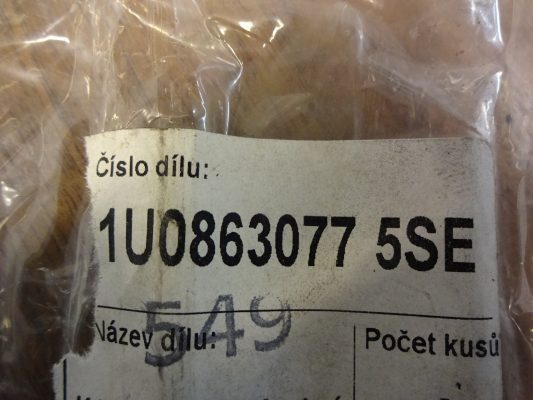 Číslo dílu:
1U0863077 5SE
549
Název dílu:
Počet kusů